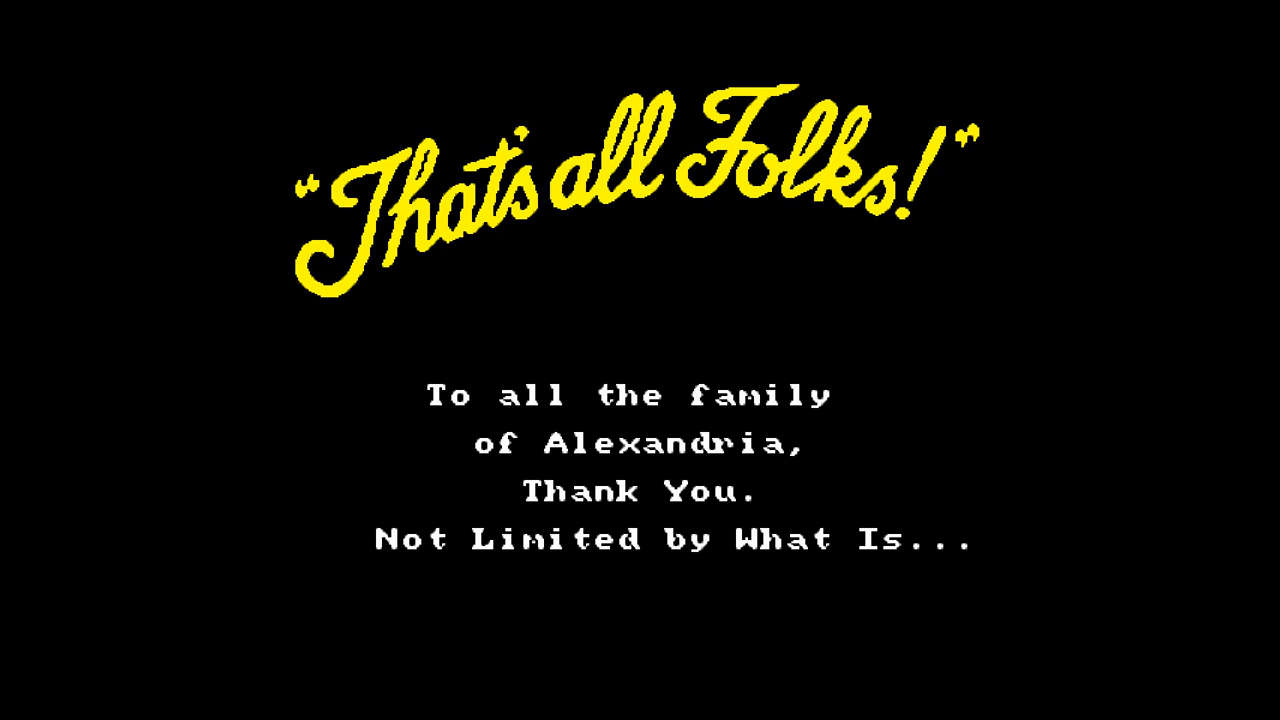 “That's all Folks!”
To all the family
of Alexandria,
Thank You.
Not Limited by What Is...